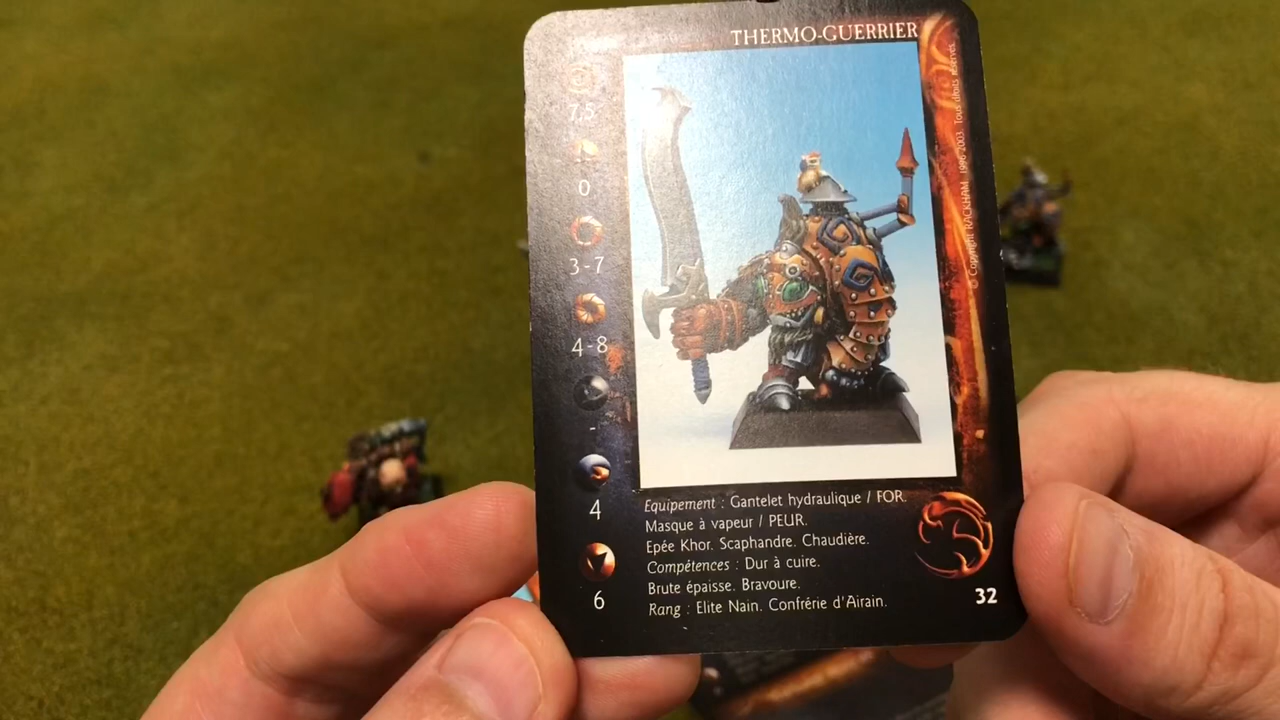 THERMO-GUERRIER
7,5
0
3-7
4-8
-
4
6
© Copyright RACKHAM 1996-2003. Tous droits réservés.
Equipement : Gantelet hydraulique / FOR.
Masque à vapeur / PEUR.
Epée Khor. Scaphandre. Chaudière.
Compétences : Dur à cuire.
Brute épaisse. Bravoure.
Rang : Elite Nain. Confrérie d'Airain.
32